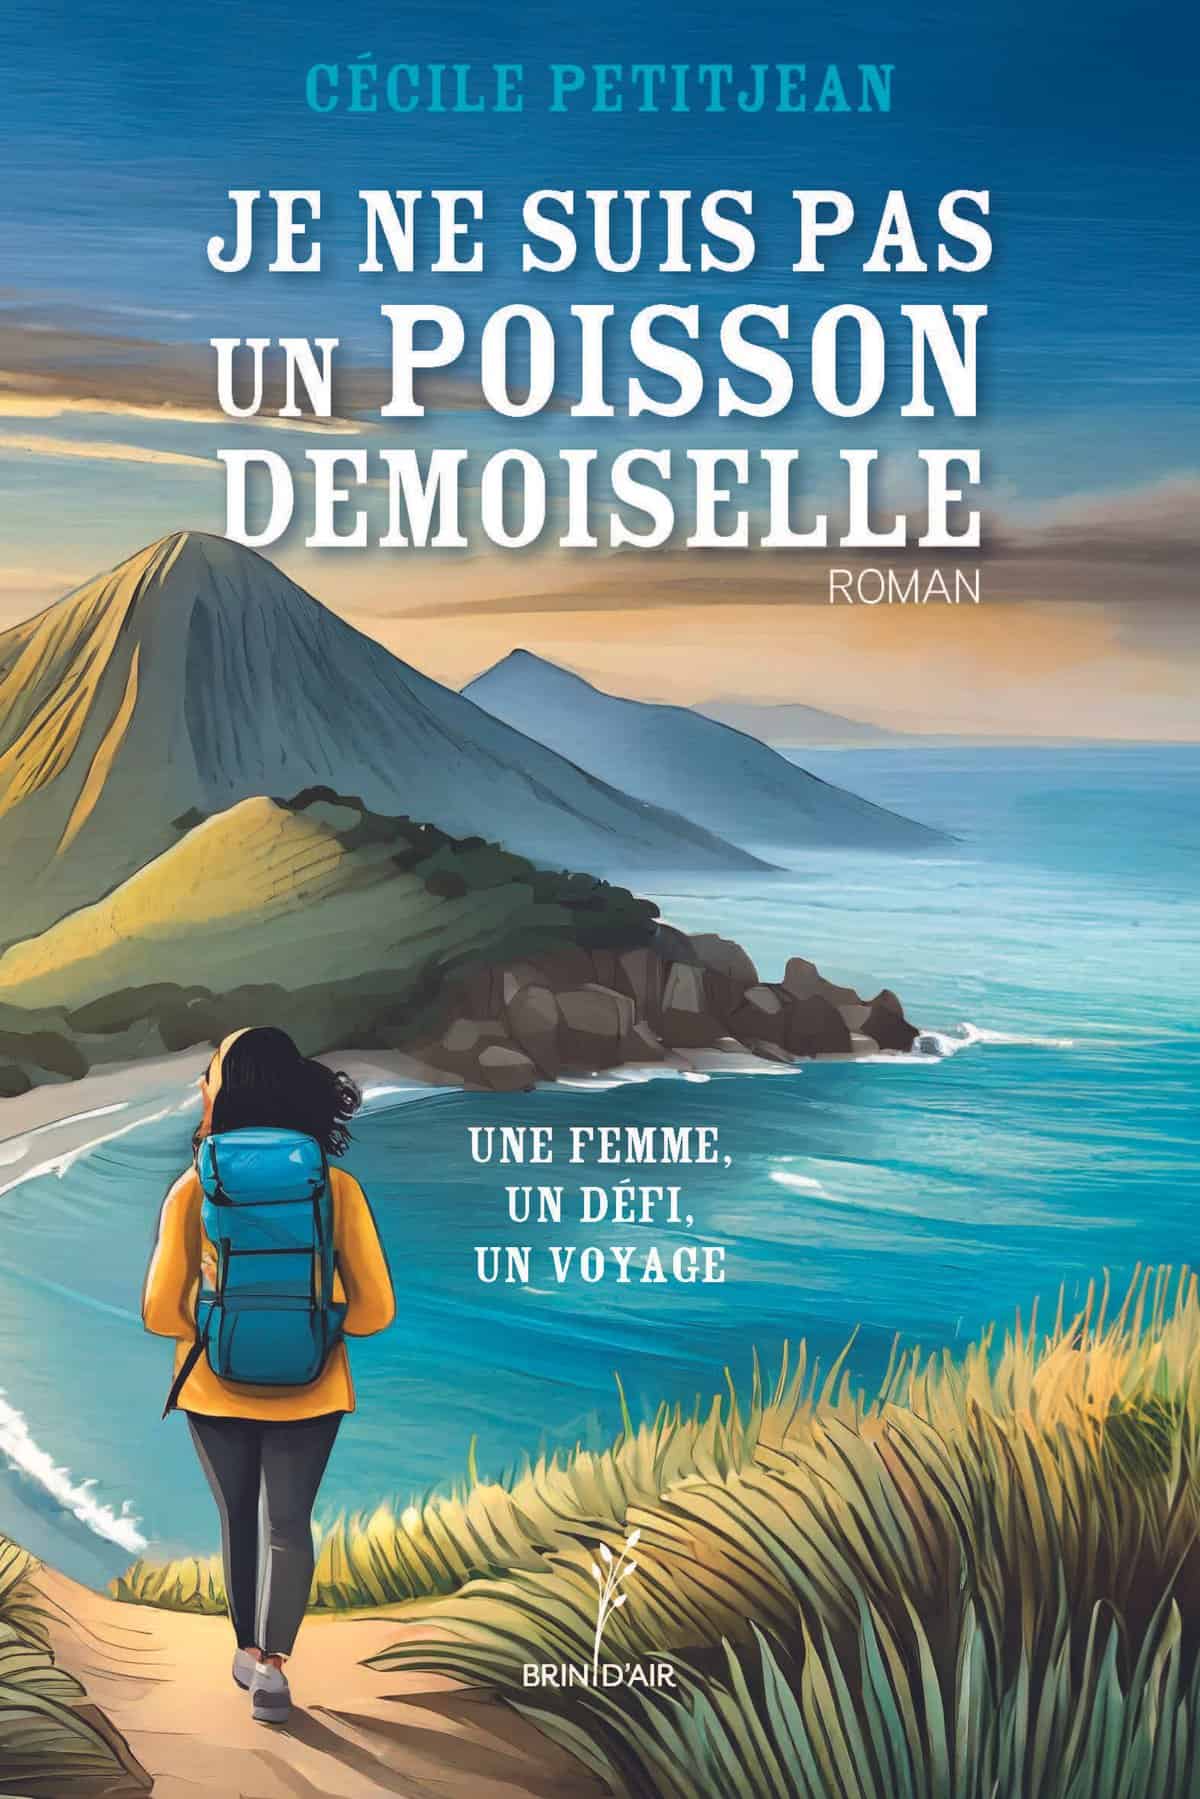 CÉCILE PETITJEAN
JE NE SUIS PAS
UN POISSON
DEMOISELLE
ROMAN
UNE FEMME,
UN DÉFI,
UN VOYAGE
BRIN D'AIR